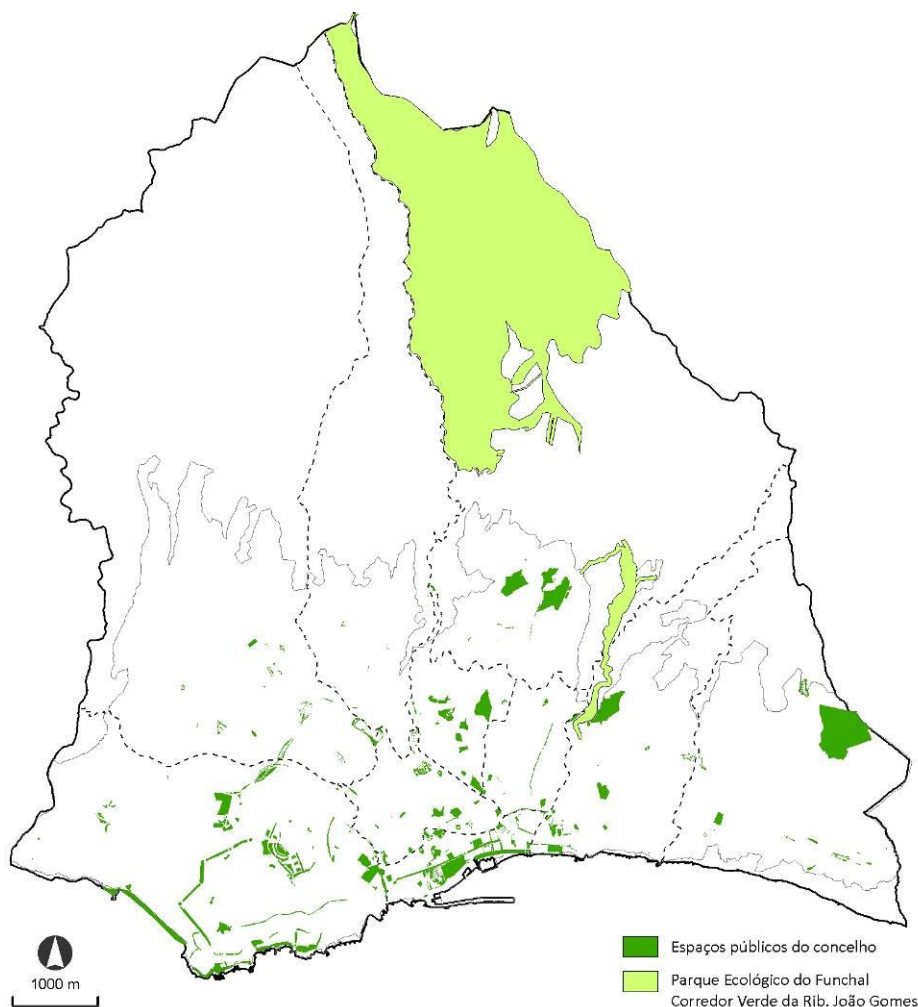 1000 m
Espaços públicos do concelho
Parque Ecológico do Funchal
Corredor Verde da Rib. João Gomes